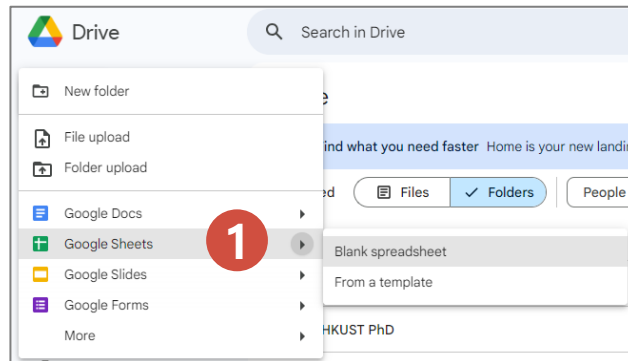 Drive
Search in Drive
New folder
File upload
Folder upload
Google Docs
Google Sheets
Google Slides
Google Forms
More
1
ind what you need faster Home is your new landi
ed
Files
Folders
People
Blank spreadsheet
From a template
HKUST PhD